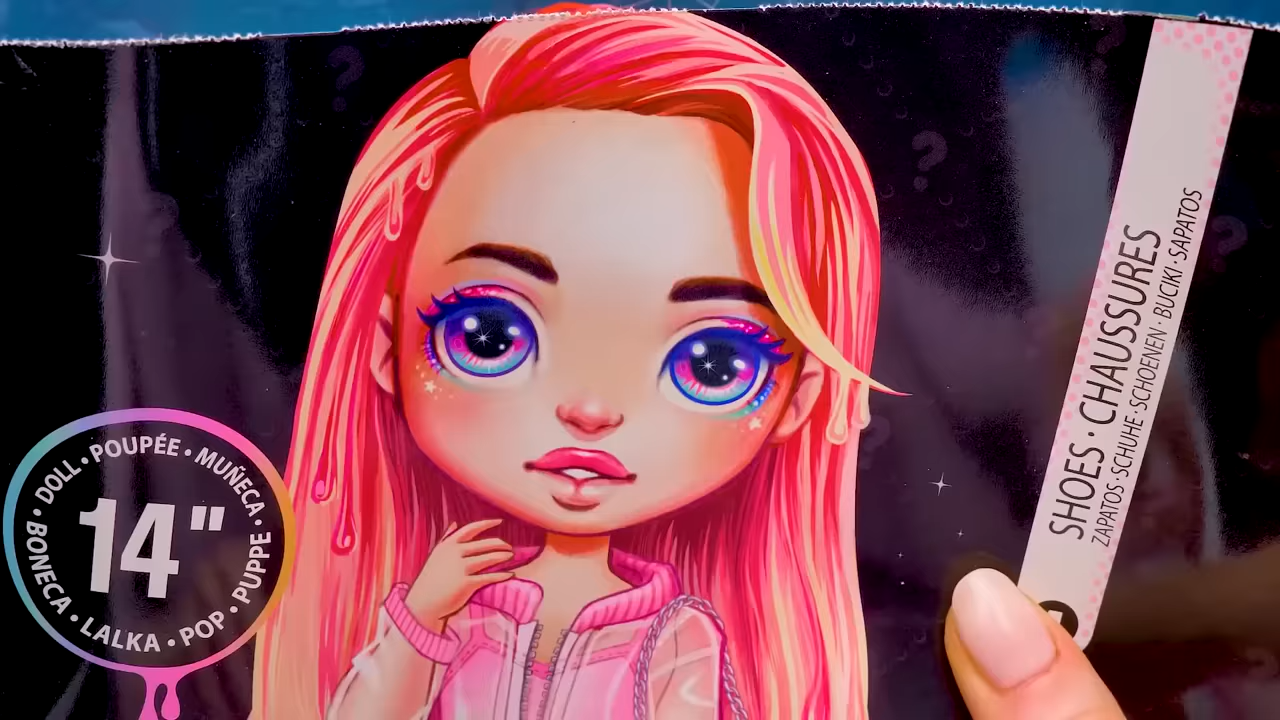 DOLL • POUPÉE • MUÑECA • PUPPE • POP • LALKA • BONECA •
14"
SHOES · CHAUSSURES
ZAPATOS · SCHUHE · SCHOENEN · BUCIKI · SAPATOS